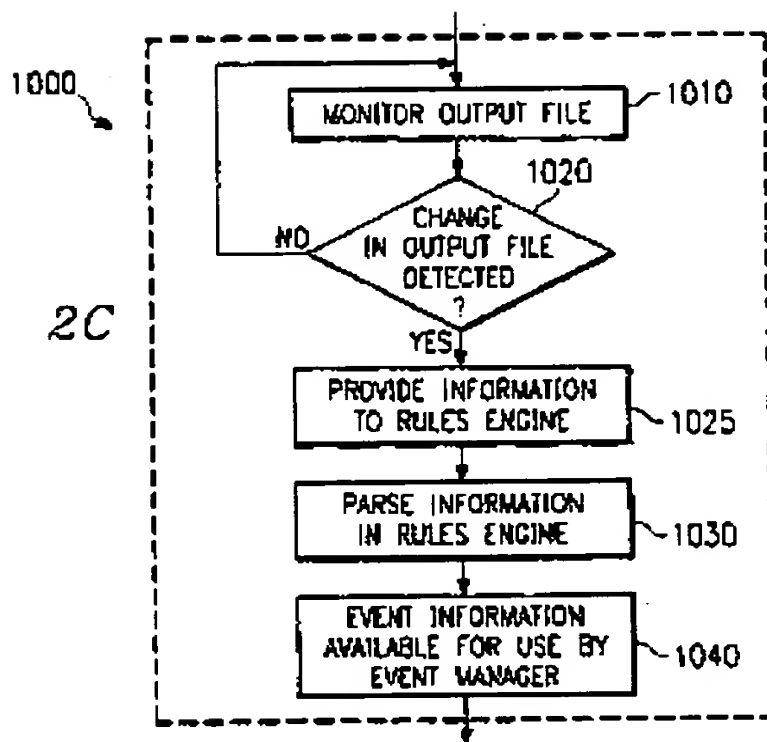 1000
MONITOR OUTPUT FILE
1010
1020
CHANGE
IN OUTPUT FILE
DETECTED
?
NO
2C
YES
PROVIDE INFORMATION
TO RULES ENGINE
1025
PARSE INFORMATION
IN RULES ENGINE
1030
EVENT INFORMATION
AVAILABLE FOR USE BY
EVENT MANAGER
1040